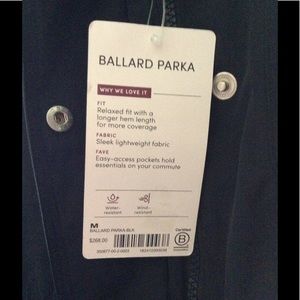 BALLARD PARKA
WHY WE LOVE IT
FIT
Relaxed fit with a
longer hem length
for more coverage
FABRIC
Sleek lightweight fabric
FAVE
Easy-access pockets hold
essentials on your commute
Water-
resistant
Wind-
resistant
M
BALLARD PARKA-BLK
$268.00
Certified
B